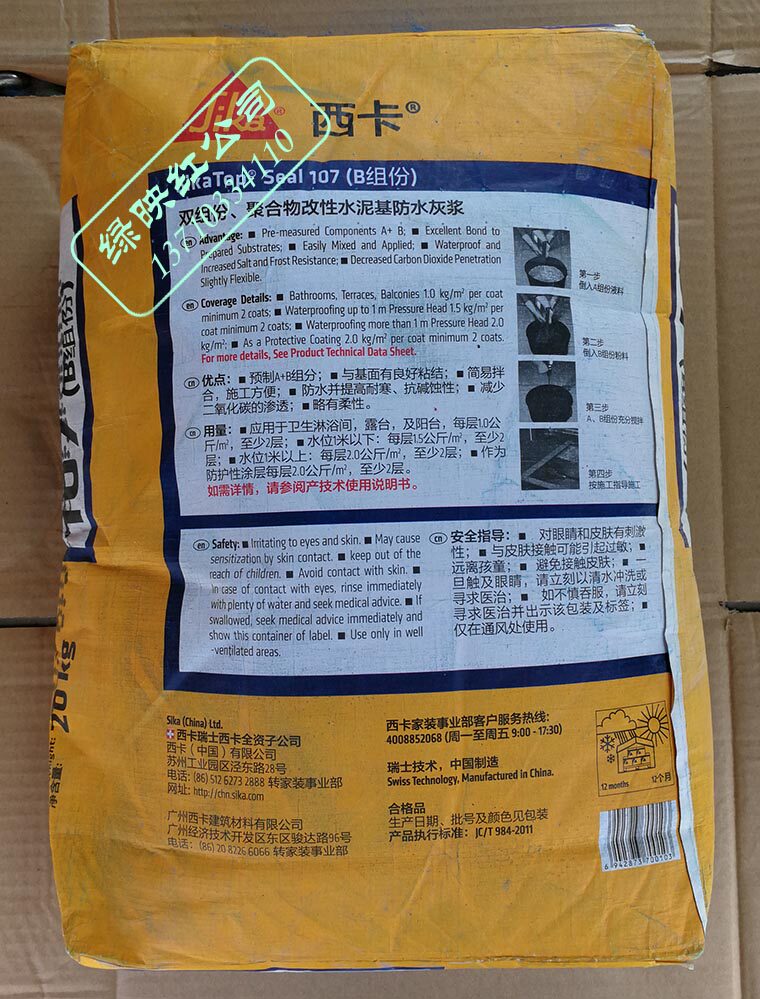 Sika® 西卡®
绿映红公司
SikaTop® Seal 107 (B组份)
双组份、聚合物改性水泥基防水灰浆
en Advantage: ■ Pre-measured Components A+ B; ■ Excellent Bond to
Prepared Substrates; ■ Easily Mixed and Applied; ■ Waterproof and
Increased Salt and Frost Resistance; ■ Decreased Carbon Dioxide Penetration
Slightly Flexible.
en Coverage Details: ■ Bathrooms, Terraces, Balconies 1.0 kg/m² per coat
minimum 2 coats; ■ Waterproofing up to 1 m Pressure Head 1.5 kg/m² per
coat minimum 2 coats; ■ Waterproofing more than 1 m Pressure Head 2.0
kg/m²; ■ As a Protective Coating 2.0 kg/m² per coat minimum 2 coats.
For more details, See Product Technical Data Sheet.
cn 优点：■ 预制A+B组分；■ 与基面有良好粘结；■ 简易拌
合，施工方便；■ 防水并提高耐寒、抗碱蚀性；■ 减少
二氧化碳的渗透；■ 略有柔性。
cn 用量：■ 应用于卫生淋浴间，露台，及阳台，每层1.0公
斤/m²，至少2层；■ 水位1米以下：每层1.5公斤/m²，至少2
层；■ 水位1米以上：每层2.0公斤/m²，至少2层；■ 作为
防护性涂层每层2.0公斤/m²，至少2层。
如需详情，请参阅产技术使用说明书。
第一步
倒入A组份液料
第二步
倒入B组份粉料
第三步
A、B组份充分搅拌
第四步
按施工指导施工
en Safety: ■ Irritating to eyes and skin. ■ May cause
sensitization by skin contact. ■ keep out of the
reach of children. ■ Avoid contact with skin. ■
In case of contact with eyes, rinse immediately
with plenty of water and seek medical advice. ■ If
swallowed, seek medical advice immediately and
show this container of label. ■ Use only in well
-ventilated areas.
cn 安全指导：■ 对眼睛和皮肤有刺激
性；■ 与皮肤接触可能引起过敏；■
远离孩童；■ 避免接触皮肤；■ 一
旦触及眼睛，请立刻以清水冲洗或
寻求医治；■ 如不慎吞服，请立刻
寻求医治并出示该包装及标签；■
仅在通风处使用。
107 (B组份)
净含量:
20 kg
Sika (China) Ltd.
西卡瑞士西卡全资子公司
西卡（中国）有限公司
苏州工业园区泾东路28号
电话: (86) 512 6273 2888 转家装事业部
网址: http://chn.sika.com
广州西卡建筑材料有限公司
广州经济技术开发区东区骏达路96号
电话: (86) 20 8226 6066 转家装事业部
西卡家装事业部客户服务热线:
4008852068 (周一至周五 9:00 - 17:30)
瑞士技术，中国制造
Swiss Technology, Manufactured in China.
合格品
生产日期、批号及颜色见包装
产品执行标准：JC/T 984-2011
12 months 12个月
6 942873 700103